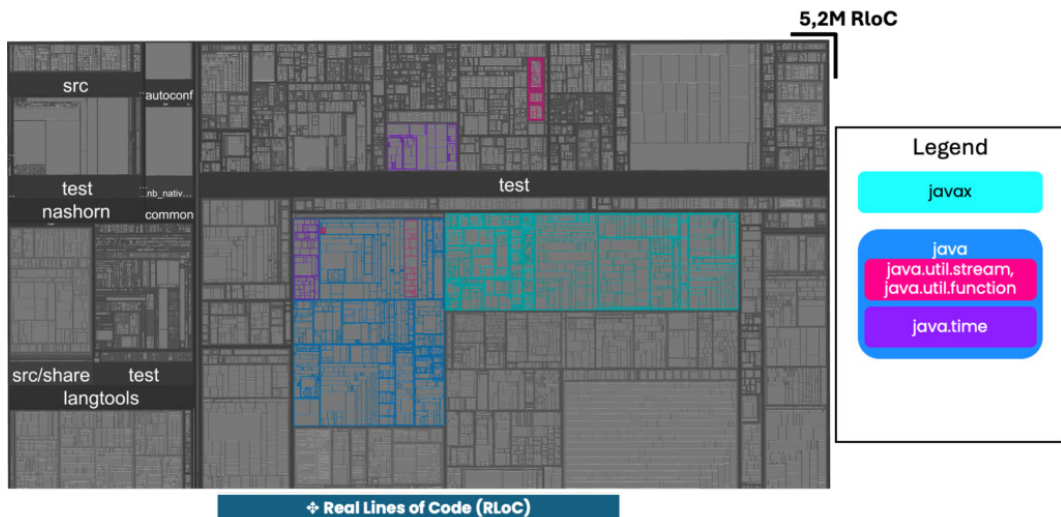 5,2M RloC
src
autoconf
test
...nb_nativ...
test
nashorn
common
src/share
test
langtools
Legend
javax
java
java.util.stream,
java.util.function
java.time
❖ Real Lines of Code (RLoC)